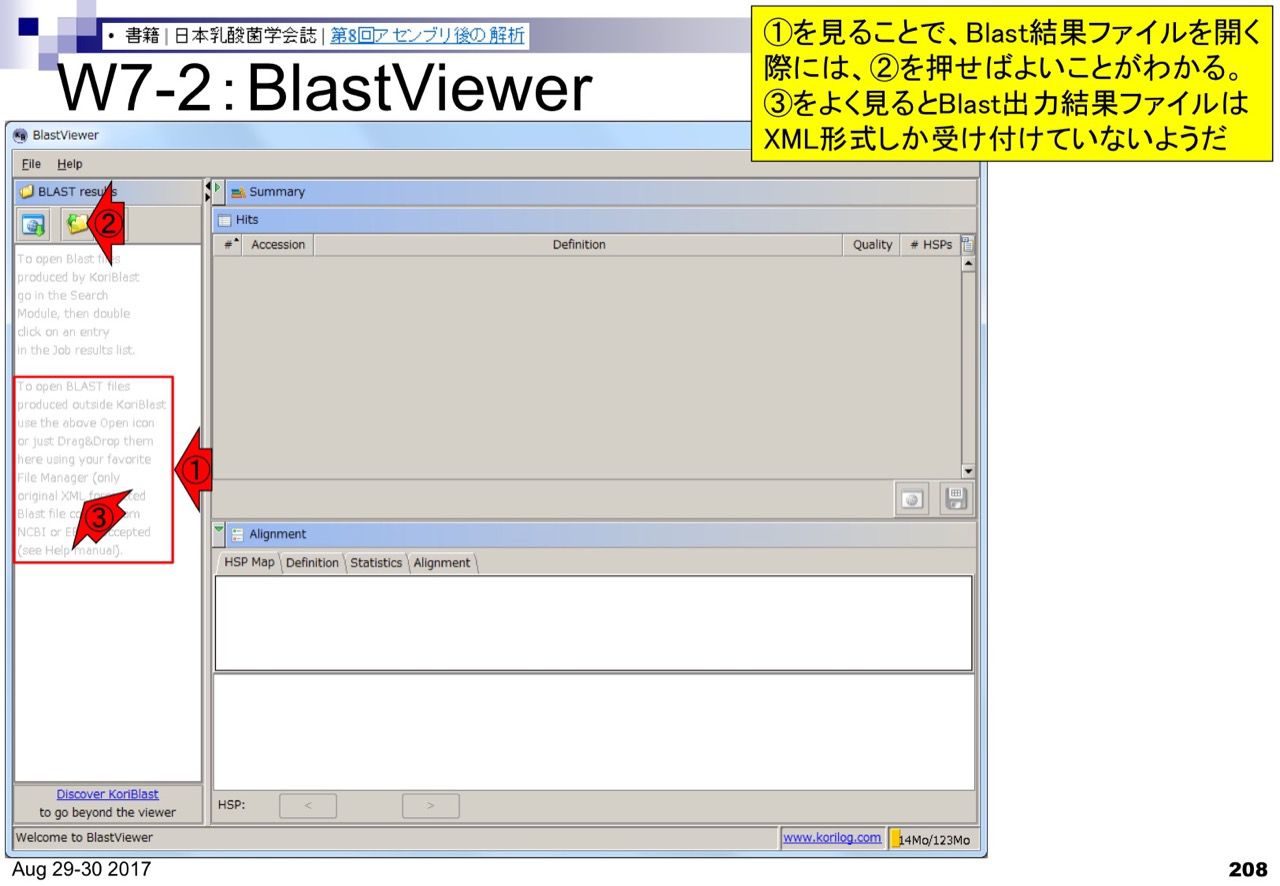 • 書籍 | 日本乳酸菌学会誌 | 第8回アセンブリ後の解析
W7-2：BlastViewer
①を見ることで、Blast結果ファイルを開く
際には、②を押せばよいことがわかる。
③をよく見るとBlast出力結果ファイルは
XML形式しか受け付けていないようだ
BlastViewer
File Help
BLAST results
②
To open Blast files
produced by KoriBlast
go in the Search
Module, then double
click on an entry
in the Job results list.
To open BLAST files
produced outside KoriBlast
use the above Open icon
or just Drag&Drop them
here using your favorite
File Manager (only
original XML
Blast file
NCBI or
(see Help manual).
①
③
Discover KoriBlast
to go beyond the viewer
Summary
Hits
# Accession Definition Quality # HSPs
Alignment
HSP Map Definition Statistics Alignment
HSP: < >
Welcome to BlastViewer
www.korilog.com
14Mo/123Mo
Aug 29-30 2017
208